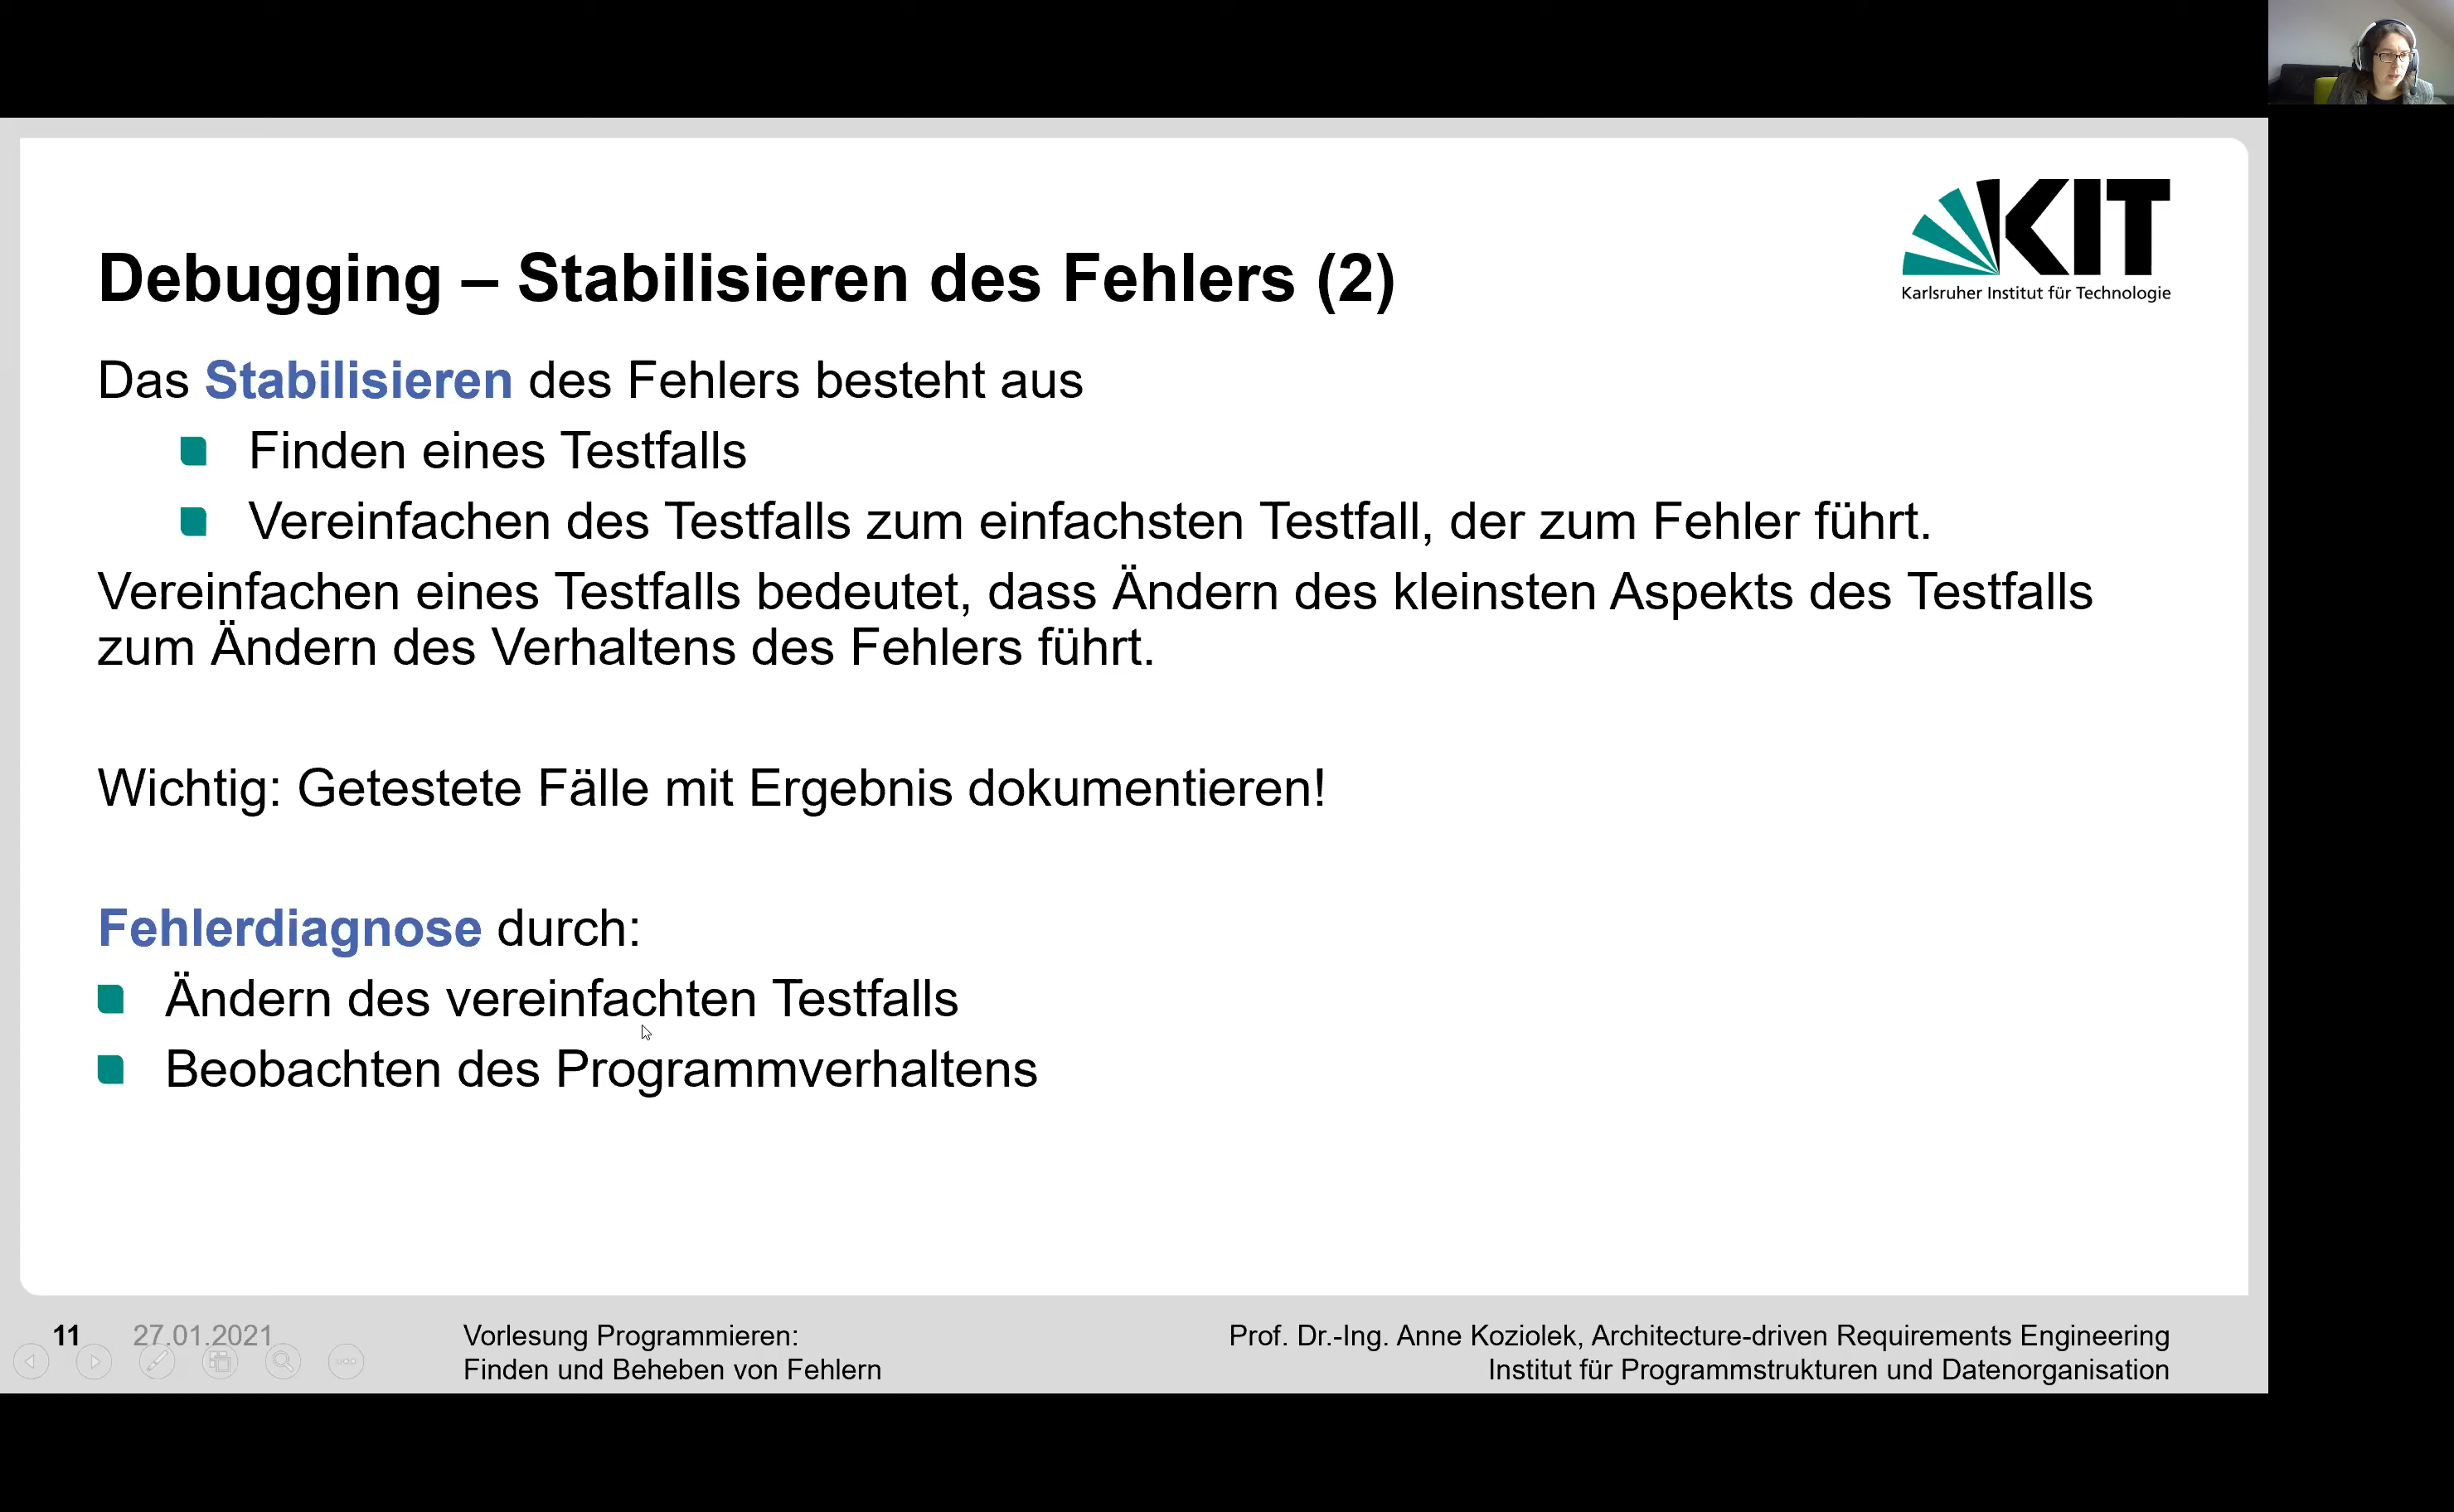 KIT
Karlsruher Institut für Technologie
Debugging – Stabilisieren des Fehlers (2)
Das Stabilisieren des Fehlers besteht aus
Finden eines Testfalls
Vereinfachen des Testfalls zum einfachsten Testfall, der zum Fehler führt.
Vereinfachen eines Testfalls bedeutet, dass Ändern des kleinsten Aspekts des Testfalls
zum Ändern des Verhaltens des Fehlers führt.
Wichtig: Getestete Fälle mit Ergebnis dokumentieren!
Fehlerdiagnose durch:
Ändern des vereinfachten Testfalls
Beobachten des Programmverhaltens
11
27.01.2021
Vorlesung Programmieren:
Finden und Beheben von Fehlern
Prof. Dr.-Ing. Anne Koziolek, Architecture-driven Requirements Engineering
Institut für Programmstrukturen und Datenorganisation